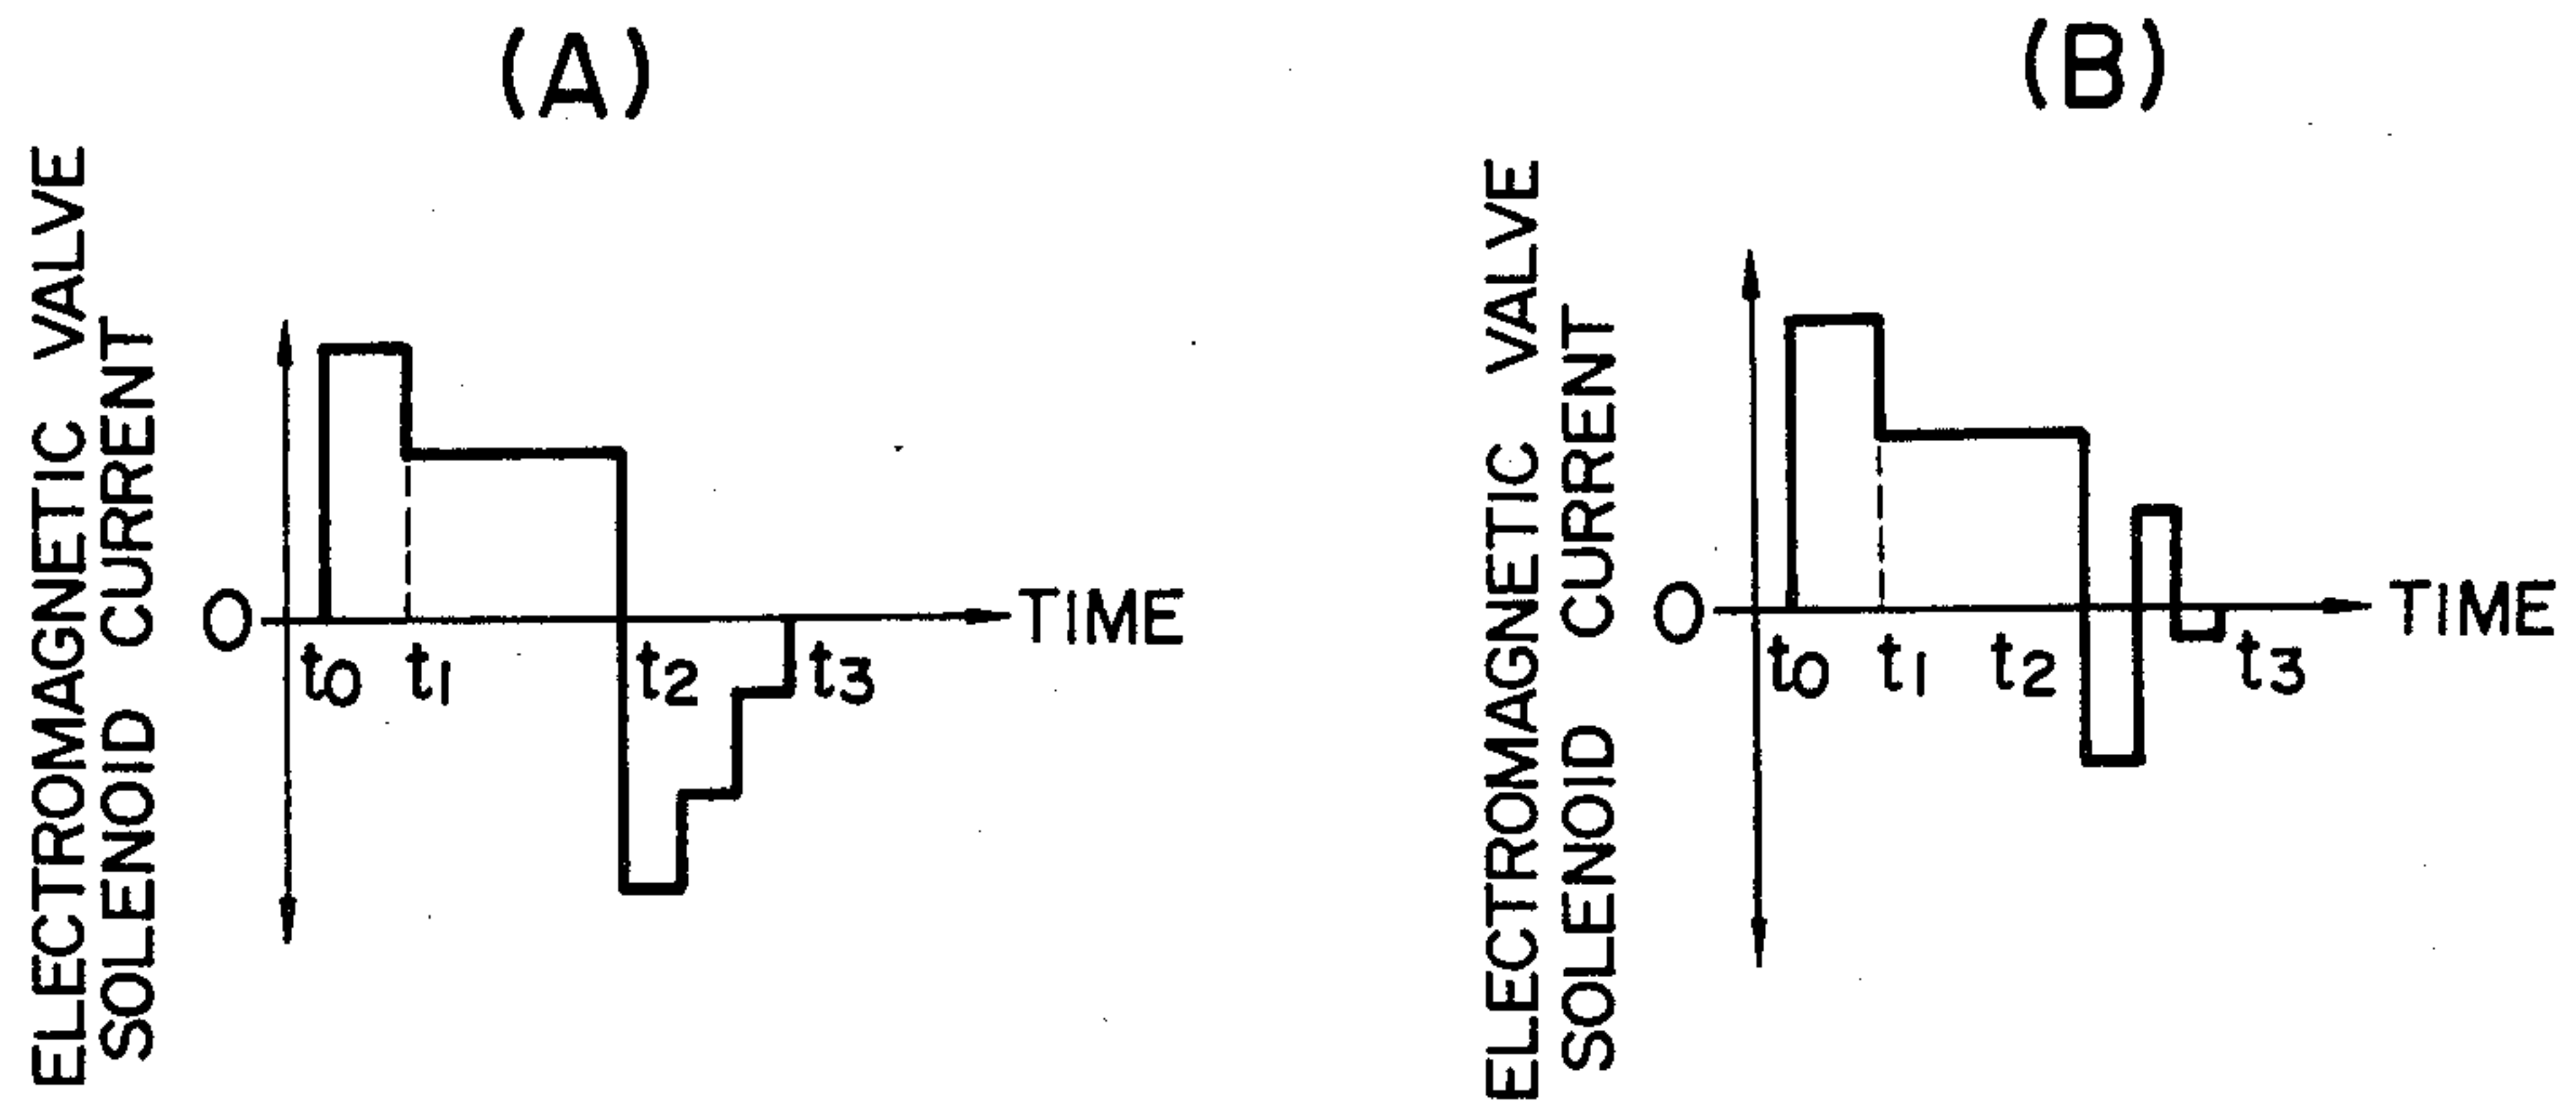 (A)
ELECTROMAGNETIC VALVE
SOLENOID CURRENT
O
t0
t1
t2
t3
TIME
(B)
ELECTROMAGNETIC VALVE
SOLENOID CURRENT
O
t0
t1
t2
t3
TIME